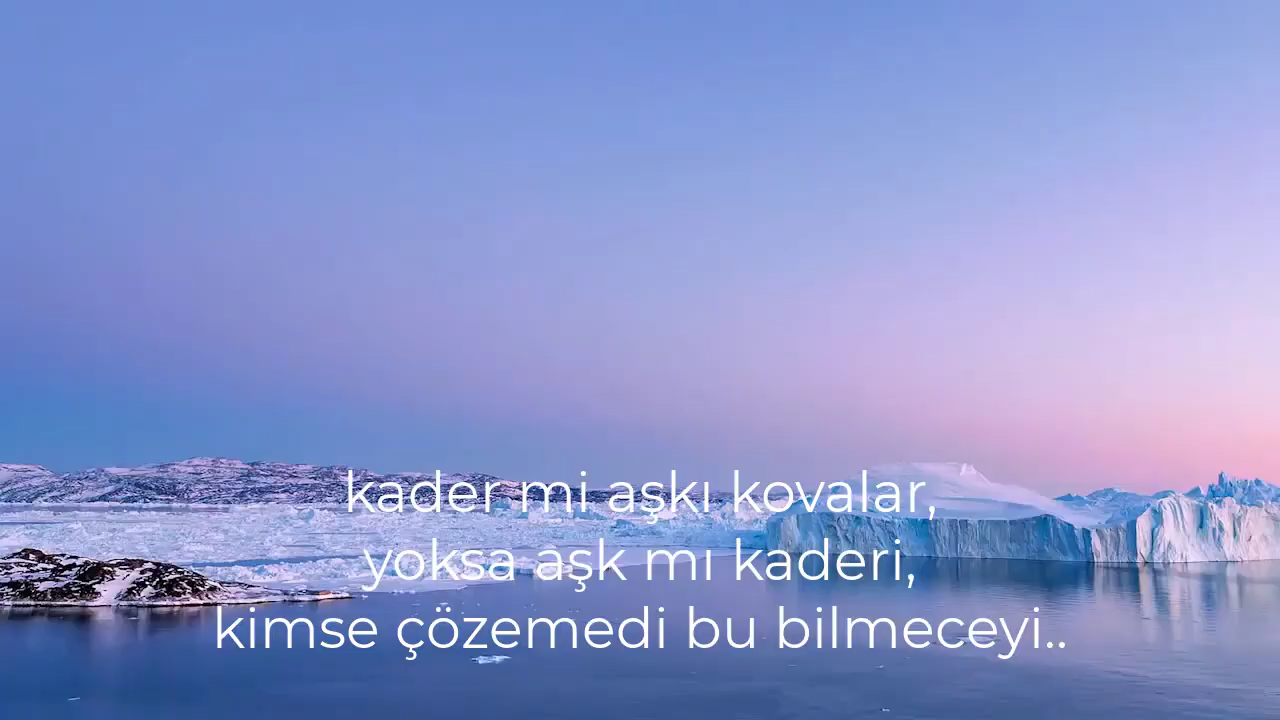 kader mi aşkı kovalar,
yoksa aşk mı kaderi,
kimse çözemedi bu bilmeceyi..